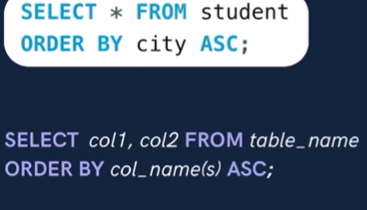 SELECT * FROM student
ORDER BY city ASC;
SELECT col1, col2 FROM table_name
ORDER BY col_name(s) ASC;